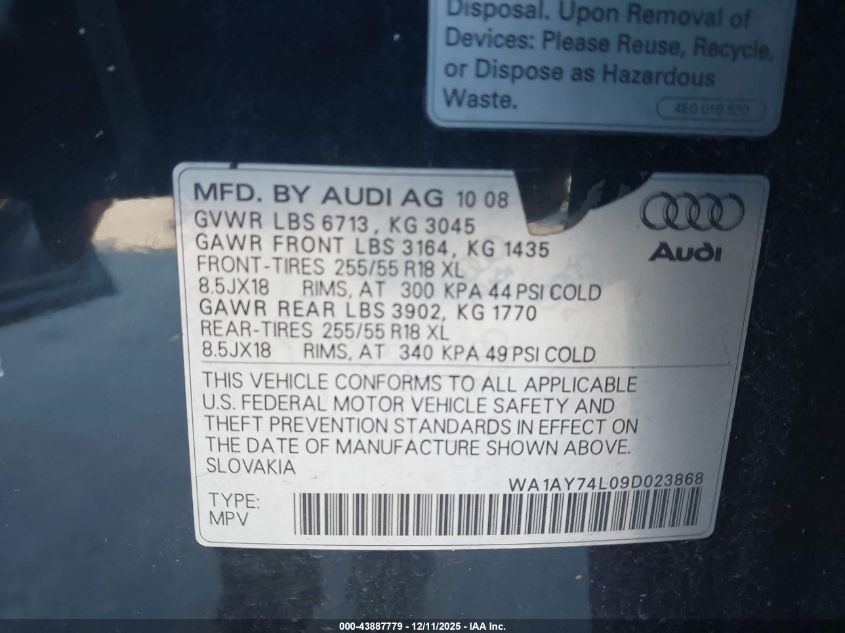 Disposal. Upon Removal of
Devices: Please Reuse, Recycle,
or Dispose as Hazardous
Waste.
4E0 010 530
MFD. BY AUDI AG 10 08
GVWR LBS 6713, KG 3045
GAWR FRONT LBS 3164, KG 1435
FRONT-TIRES 255/55 R18 XL
8.5JX18 RIMS, AT 300 KPA 44 PSI COLD
GAWR REAR LBS 3902, KG 1770
REAR-TIRES 255/55 R18 XL
8.5JX18 RIMS, AT 340 KPA 49 PSI COLD
Audi
THIS VEHICLE CONFORMS TO ALL APPLICABLE
U.S. FEDERAL MOTOR VEHICLE SAFETY AND
THEFT PREVENTION STANDARDS IN EFFECT ON
THE DATE OF MANUFACTURE SHOWN ABOVE.
SLOVAKIA
WA1AY74L09D023868
TYPE:
MPV
000-43887779 - 12/11/2025 - IAA Inc.